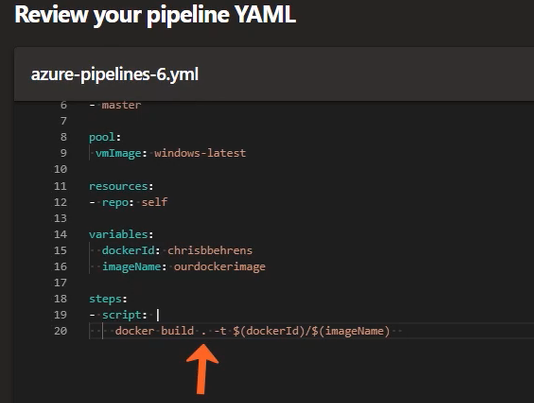 Review your pipeline YAML
azure-pipelines-6.yml
6 - master
7
8 pool:
9 vmImage: windows-latest
10
11 resources:
12 - repo: self
13
14 variables:
15 dockerId: chrisbbehrens
16 imageName: ourdockerimage
17
18 steps:
19 - script: |
20 docker build . -t $(dockerId)/$(imageName)